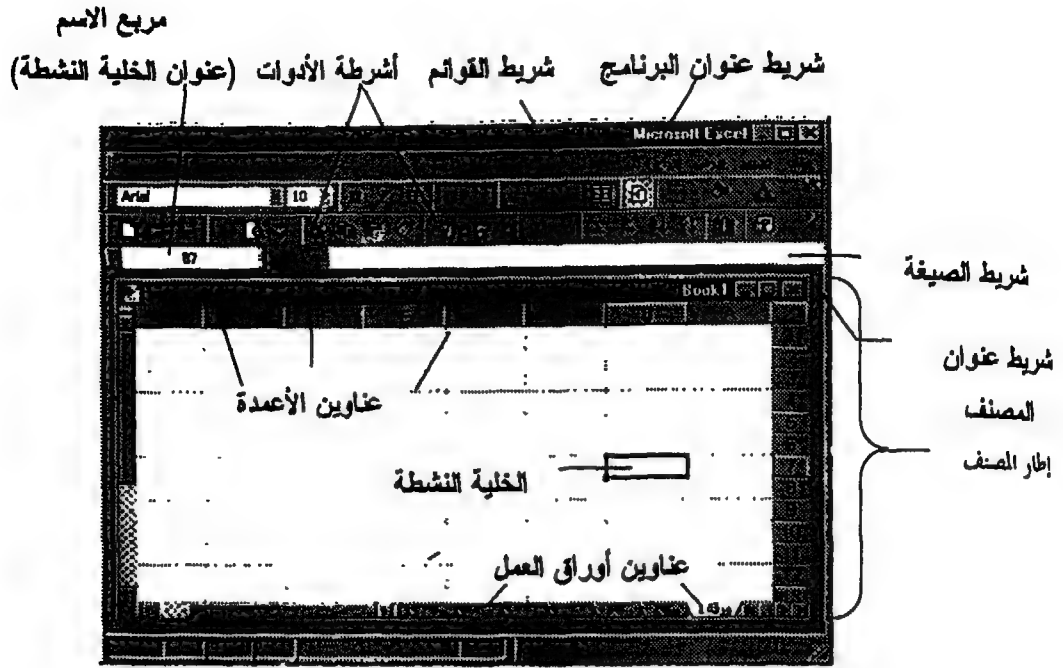 مربع الاسم
شريط عنوان البرنامج
شريط القوائم
أشرطة الأدوات
(عنوان الخلية النشطة)
Microsoft Excel
Arial
10
B7
شريط الصيغة
Book1
شريط عنوان
المصنف
إطار المصنف
عناوين الأعمدة
الخلية النشطة
عناوين أوراق العمل